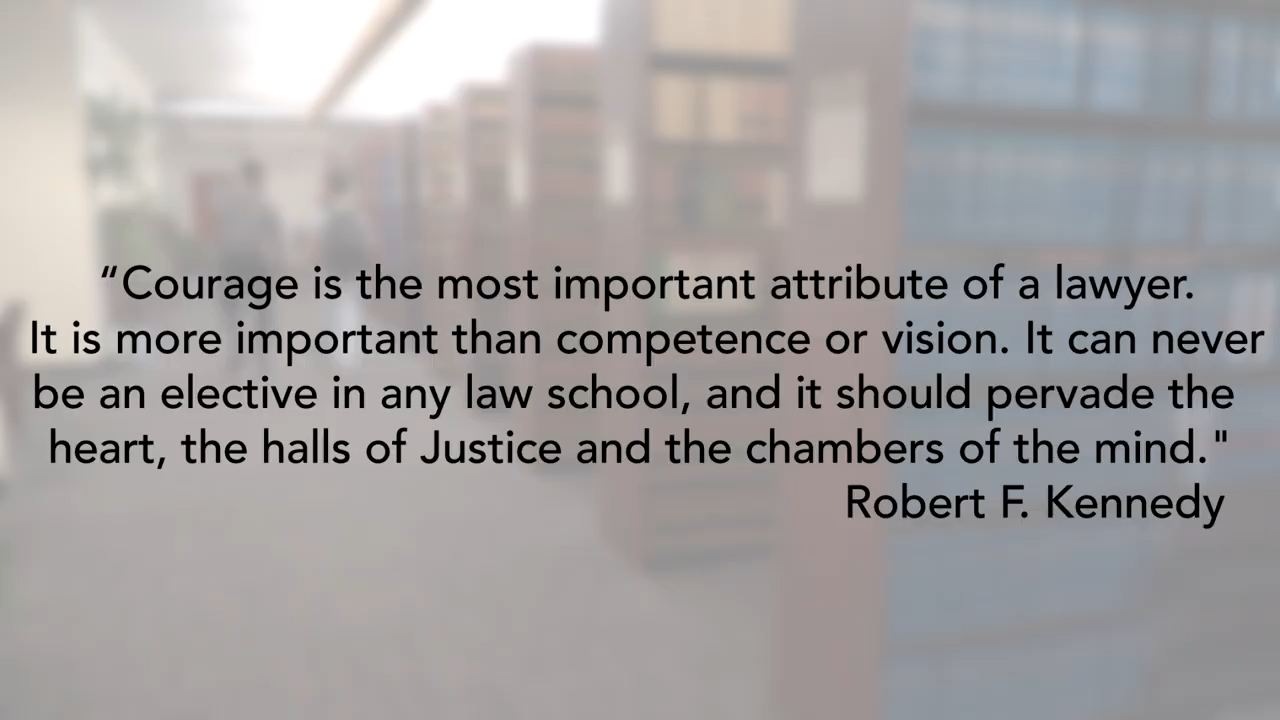 “Courage is the most important attribute of a lawyer.
It is more important than competence or vision. It can never
be an elective in any law school, and it should pervade the
heart, the halls of Justice and the chambers of the mind."
Robert F. Kennedy